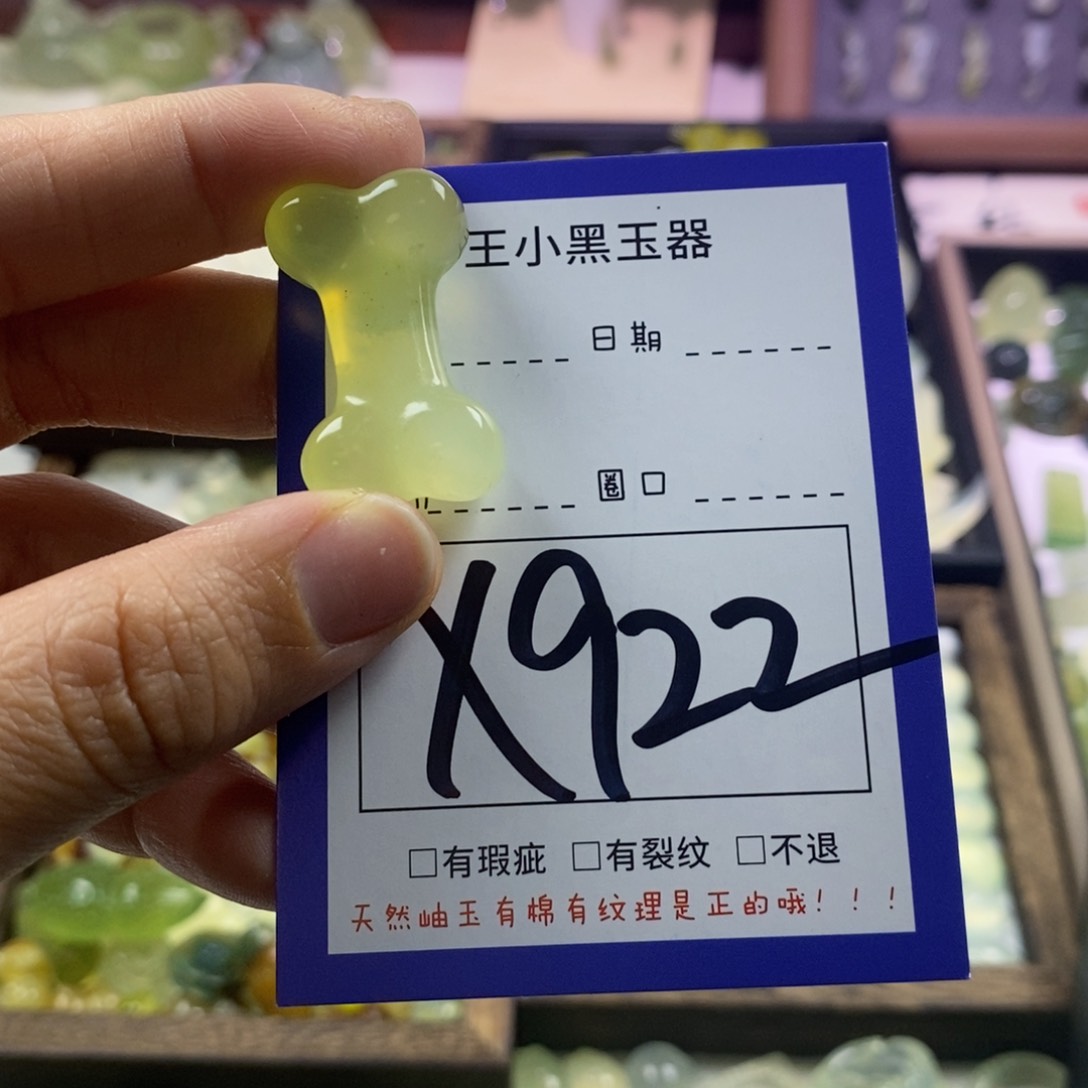 王小黑玉器
日期
圈口
X922
□有瑕疵 □有裂纹 □不退
天然岫玉有棉有纹理是正的哦！！！